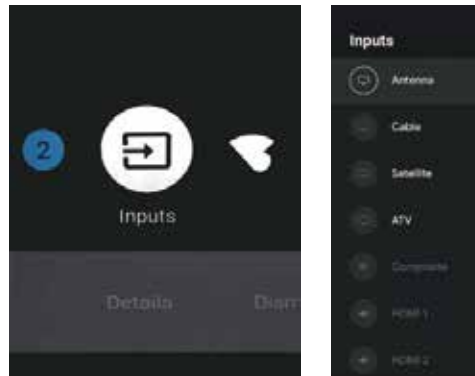 2
Inputs
Details
Inputs
Antenna
Cable
Satellite
ATV
Composite
HDMI 1
HDMI 2